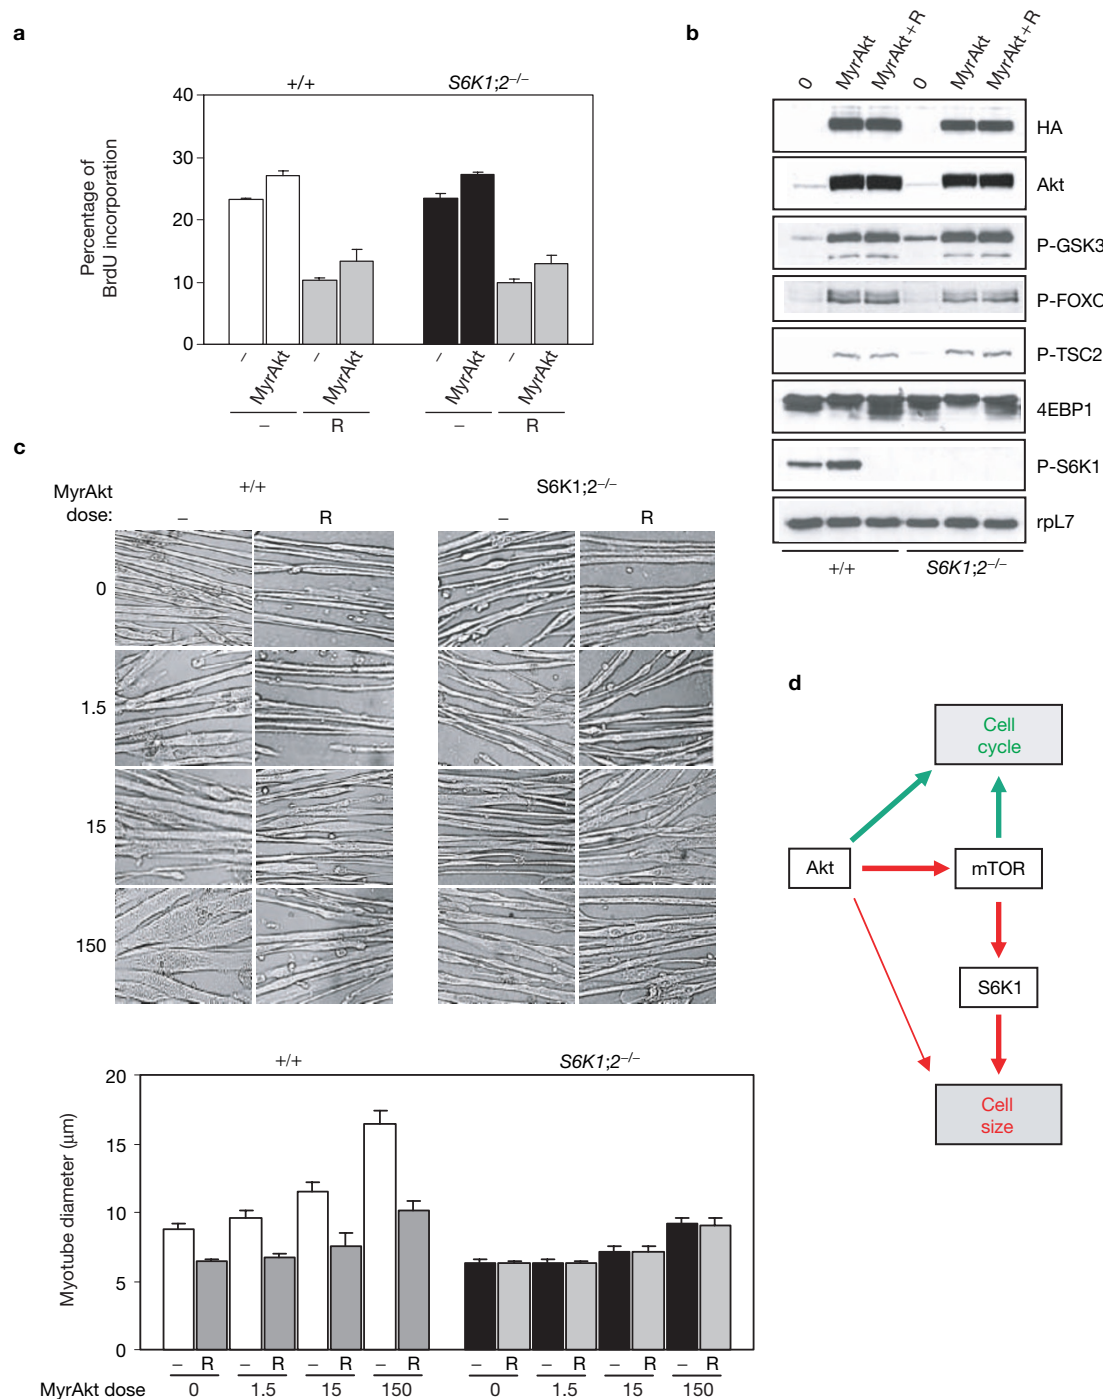 a
+/+
S6K1;2−/−
Percentage of
BrdU incorporation
40
30
20
10
0
–
MyrAkt
–
MyrAkt
–
MyrAkt
–
MyrAkt
–
R
–
R
b
0
MyrAkt
MyrAkt+R
0
MyrAkt
MyrAkt+R
HA
Akt
P-GSK3
P-FOXO
P-TSC2
4EBP1
P-S6K1
rpL7
+/+
S6K1;2−/−
c
MyrAkt
dose:
+/+
S6K1;2−/−
–
R
–
R
0
1.5
15
150
+/+
S6K1;2−/−
Myotube diameter (μm)
20
15
10
5
0
– R – R – R – R – R – R – R – R
MyrAkt dose 0 1.5 15 150 0 1.5 15 150
d
Cell
cycle
Akt
mTOR
S6K1
Cell
size